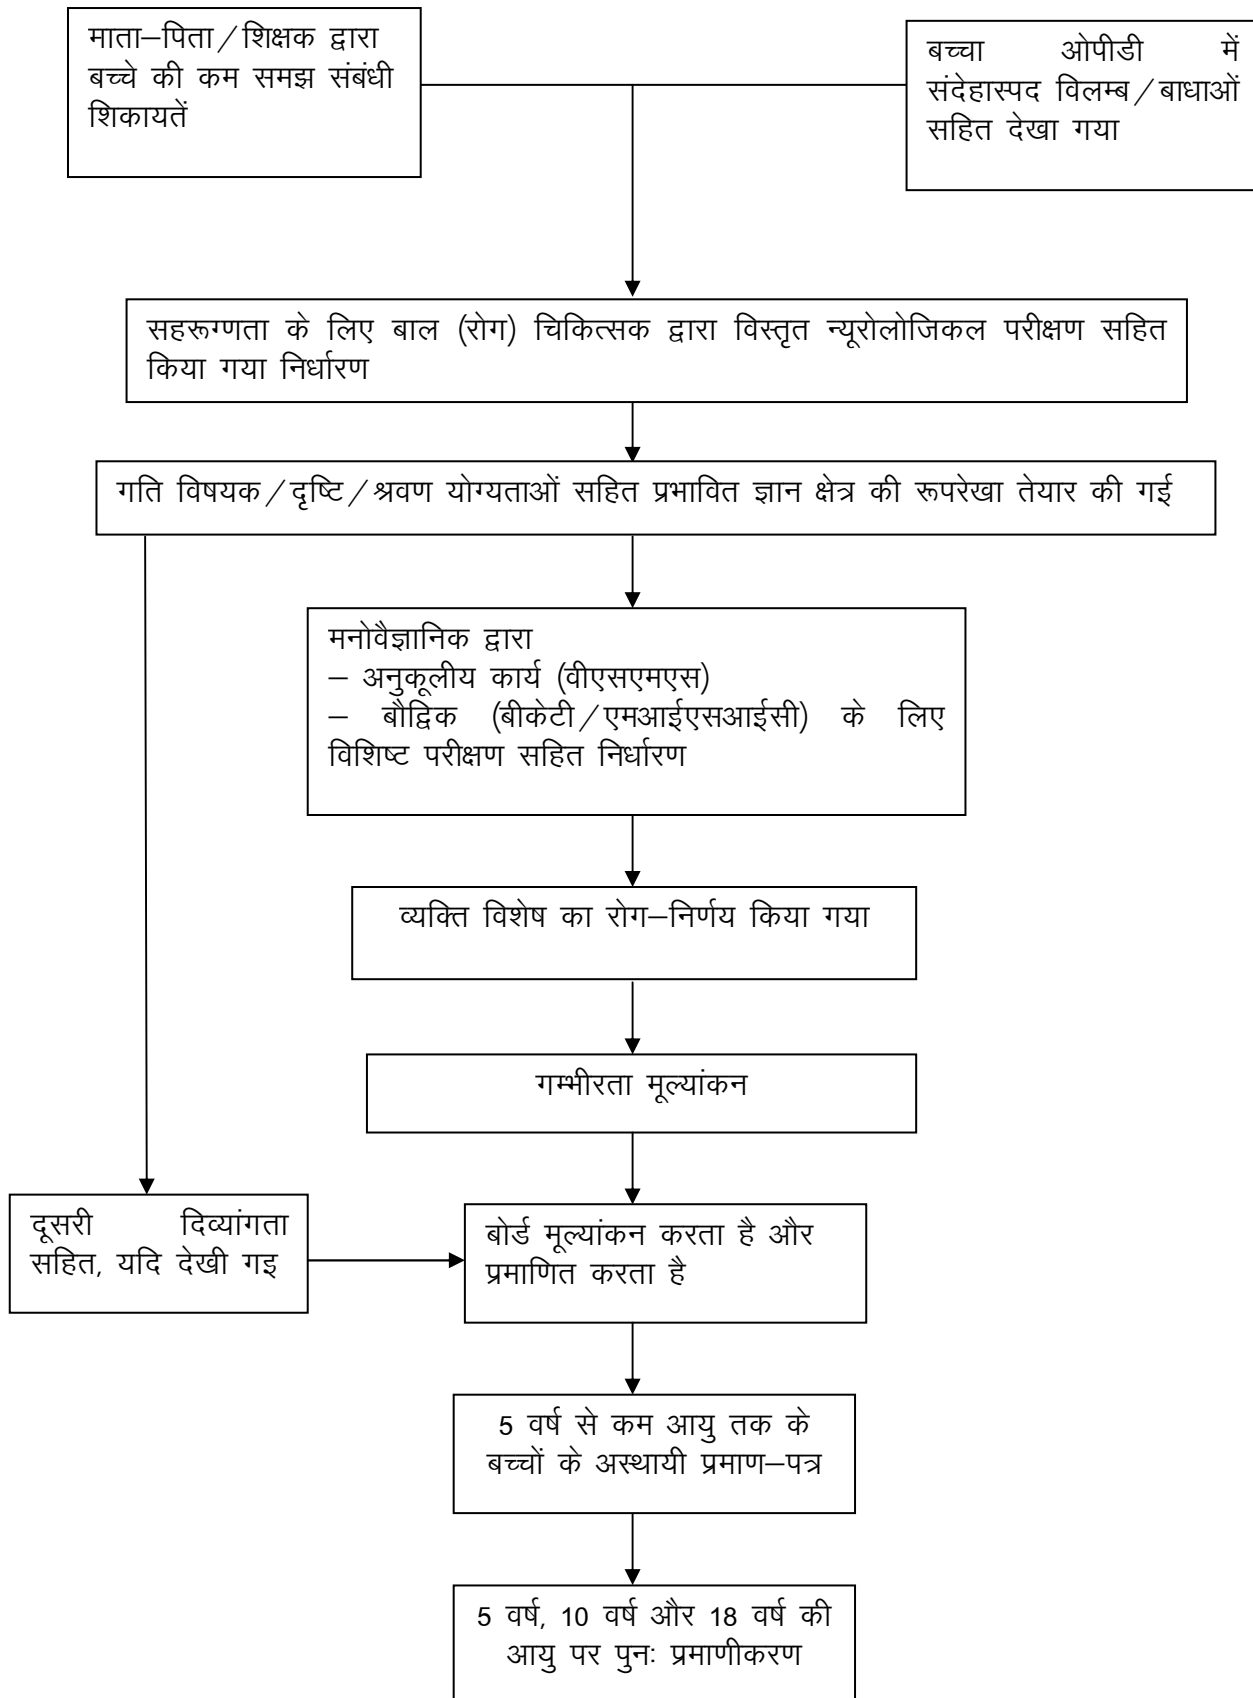 माता–पिता/शिक्षक द्वारा
बच्चे की कम समझ संबंधी
शिकायतें
बच्चा ओपीडी में
संदेहास्पद विलम्ब/बाधाओं
सहित देखा गया
सहरूग्णता के लिए बाल (रोग) चिकित्सक द्वारा विस्तृत न्यूरोलोजिकल परीक्षण सहित
किया गया निर्धारण
गति विषयक/दृष्टि/श्रवण योग्यताओं सहित प्रभावित ज्ञान क्षेत्र की रूपरेखा तेयार की गई
मनोवैज्ञानिक द्वारा
– अनुकूलीय कार्य (वीएसएमएस)
– बौद्विक (बीकेटी/एमआईएसआईसी) के लिए
विशिष्ट परीक्षण सहित निर्धारण
व्यक्ति विशेष का रोग–निर्णय किया गया
गम्भीरता मूल्यांकन
दूसरी दिव्यांगता
सहित, यदि देखी गइ
बोर्ड मूल्यांकन करता है और
प्रमाणित करता है
5 वर्ष से कम आयु तक के
बच्चों के अस्थायी प्रमाण–पत्र
5 वर्ष, 10 वर्ष और 18 वर्ष की
आयु पर पुनः प्रमाणीकरण